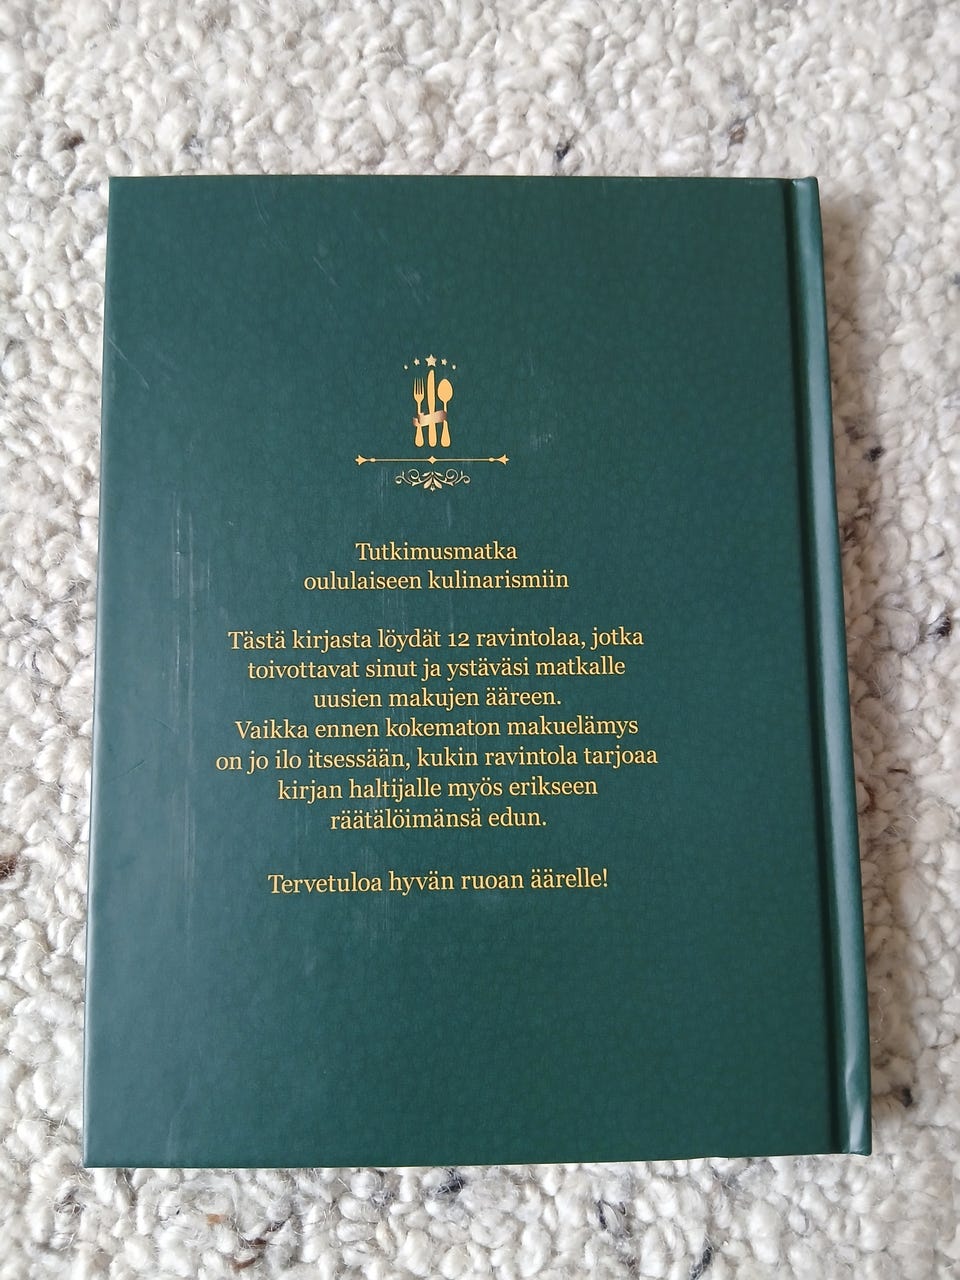 Tutkimusmatka
oululaiseen kulinarismiin
Tästä kirjasta löydät 12 ravintolaa, jotka
toivottavat sinut ja ystäväsi matkalle
uusien makujen ääreen.
Vaikka ennen kokematon makuelämys
on jo ilo itsessään, kukin ravintola tarjoaa
kirjan haltijalle myös erikseen
räätälöimänsä edun.
Tervetuloa hyvän ruoan äärelle!